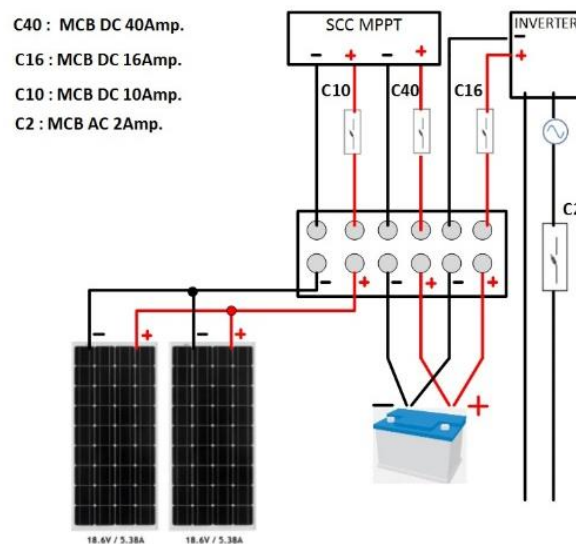 C40 : MCB DC 40Amp.
C16 : MCB DC 16Amp.
C10 : MCB DC 10Amp.
C2 : MCB AC 2Amp.
SCC MPPT
- + - +
INVERTER
-
+
C10 C40 C16
C2
- + - + - +
- + - +
- +
18.6V / 5.38A 18.6V / 5.38A